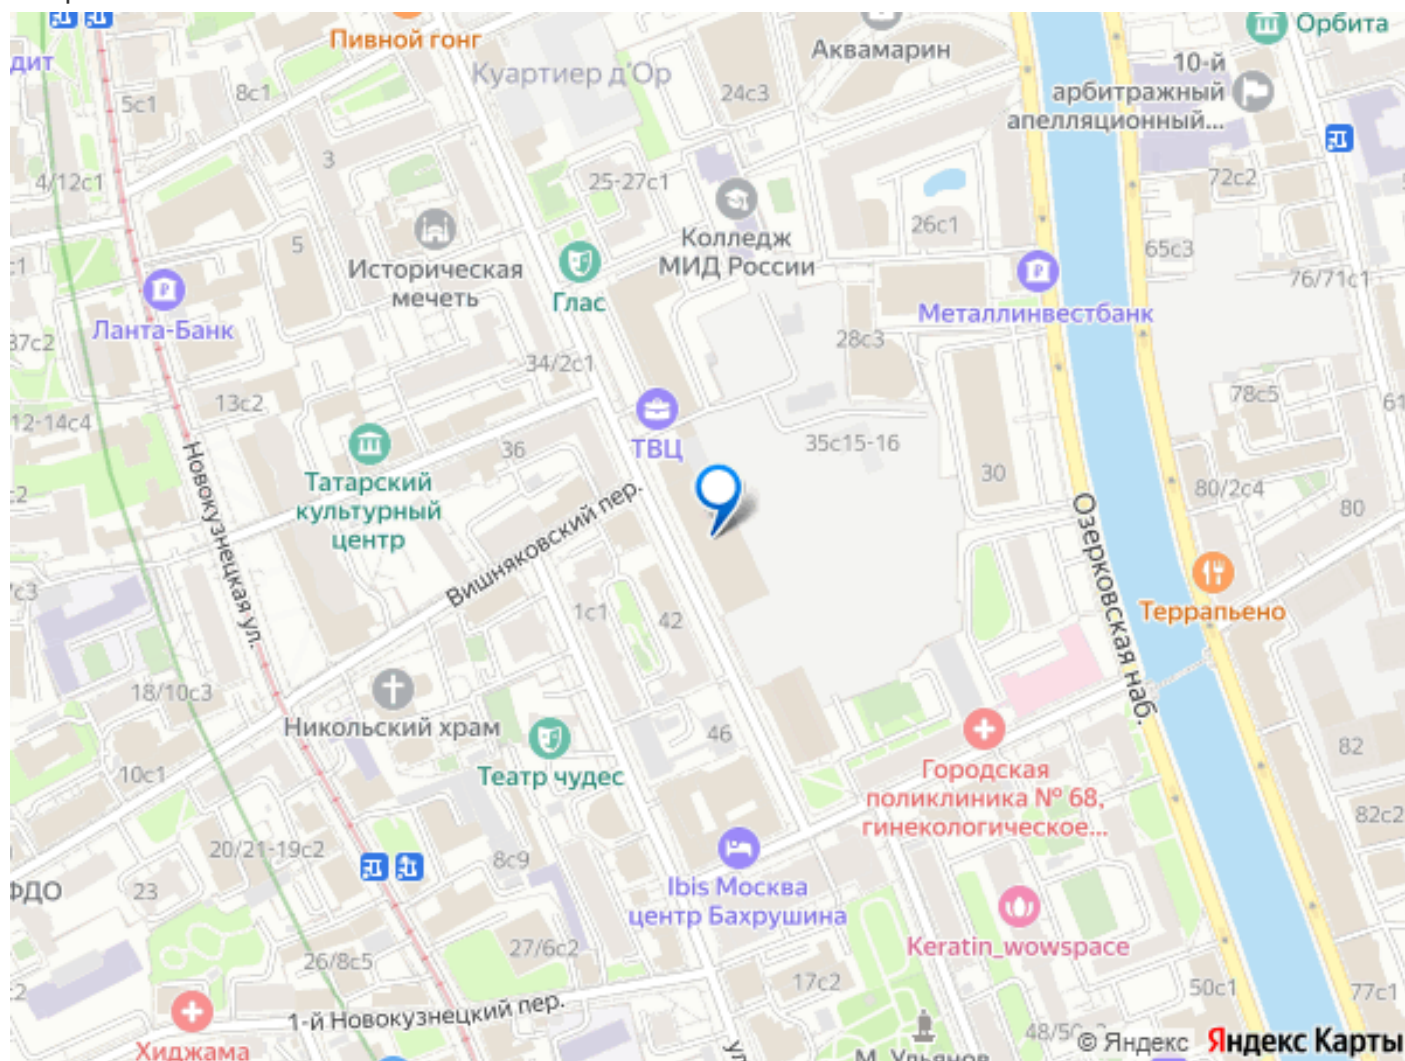 Пивной гонг
Аквамарин
Орбита
дит
Куартиер д'Ор
10-й
арбитражный
апелляционный...
5с1
8с1
24с3
3
4/12с1
25-27с1
72с2
Колледж
МИД России
26с1
5
65с3
Историческая
мечеть
Глас
76/71с1
Ланта-Банк
Металлинвестбанк
37с2
34/2с1
28с3
13с2
78с5
61
12-14с4
ТВЦ
36
35с15-16
30
Татарский
культурный
центр
80/2с4
80
Новокузнецкая ул.
Вишняковский пер.
Озерковская наб.
Террапьено
1с1
42
18/10с3
Никольский храм
46
82
10с1
Театр чудес
Городская
поликлиника № 68,
гинекологическое...
82с2
20/21-19с2
8с9
ФДО
23
Ibis Москва
центр Бахрушина
Keratin_wowspace
27/6с2
26/8с5
17с2
50с1
77с1
1-й Новокузнецкий пер.
Хиджама
ул
М. Ульянов
© Яндекс Яндекс Карты